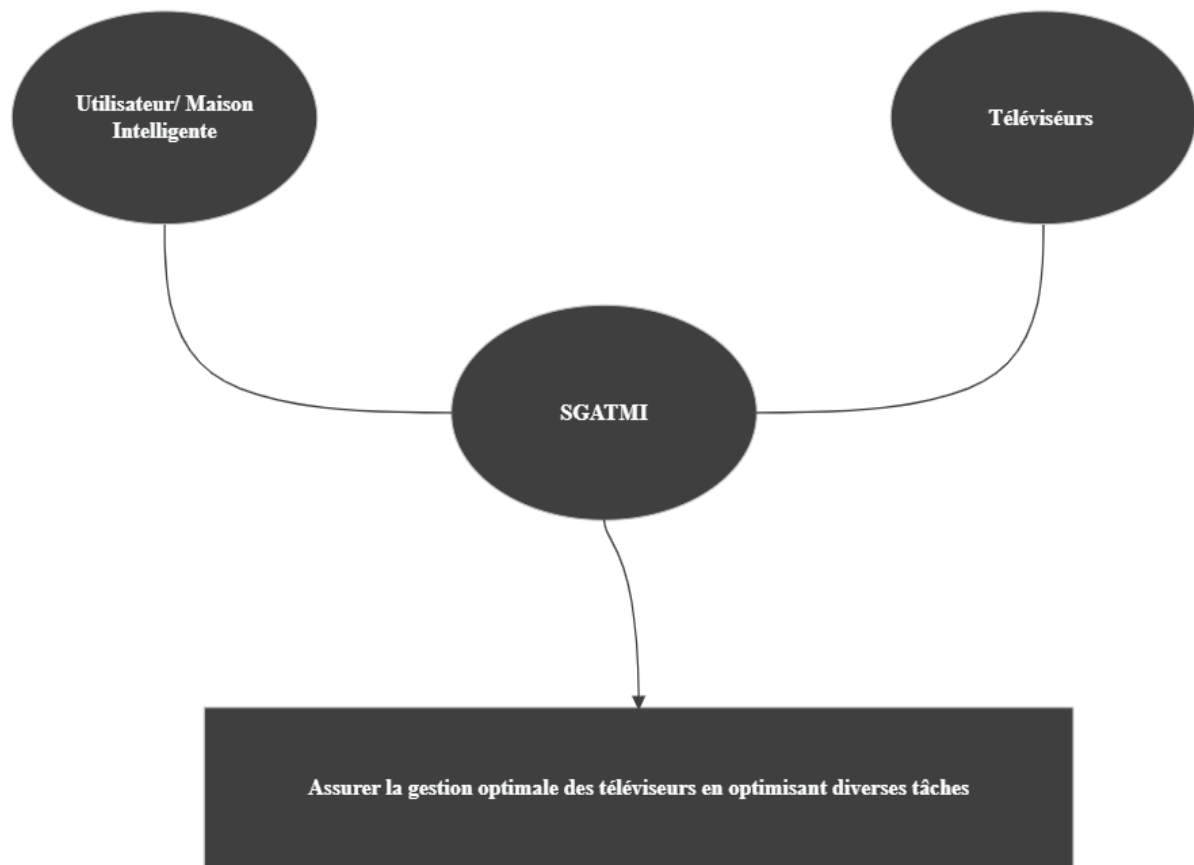 Utilisateur/ Maison
Intelligente
Téléviséurs
SGATMI
Assurer la gestion optimale des téléviseurs en optimisant diverses tâches